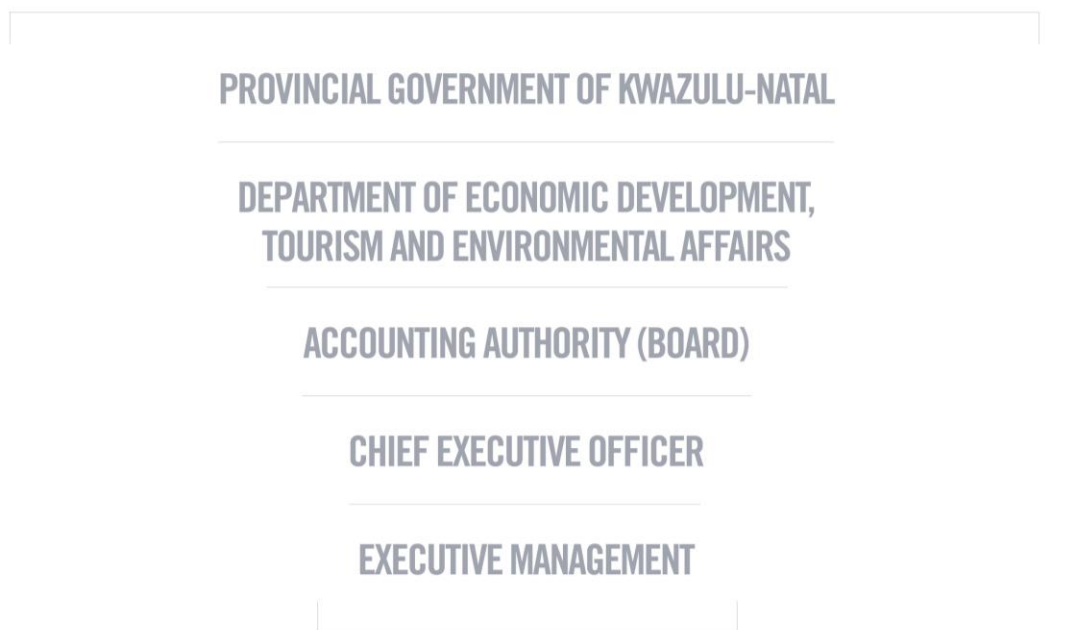 PROVINCIAL GOVERNMENT OF KWAZULU-NATAL
DEPARTMENT OF ECONOMIC DEVELOPMENT,
TOURISM AND ENVIRONMENTAL AFFAIRS
ACCOUNTING AUTHORITY (BOARD)
CHIEF EXECUTIVE OFFICER
EXECUTIVE MANAGEMENT